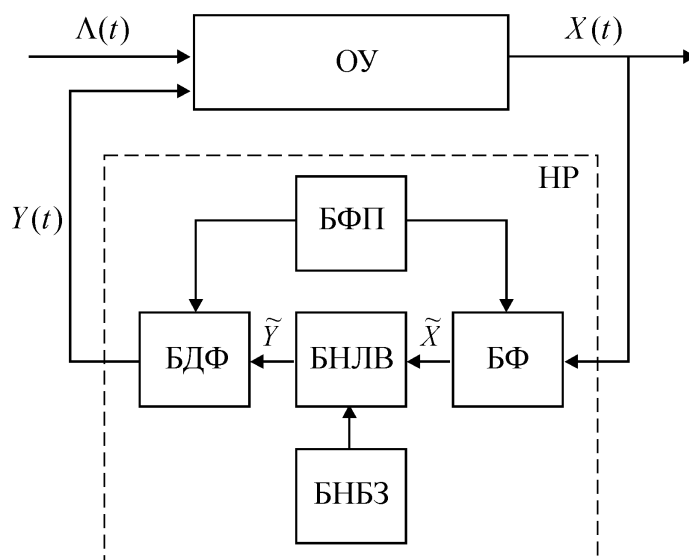 Λ(t)
X(t)
ОУ
НР
Y(t)
БФП
Ỹ
X̃
БДФ
БНЛВ
БФ
БНБЗ